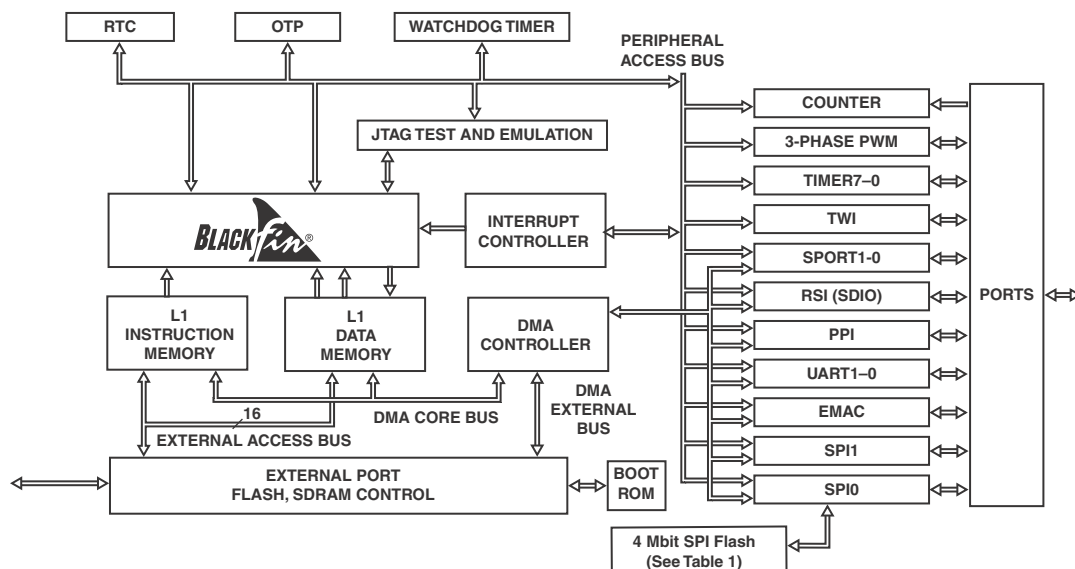 RTC
OTP
WATCHDOG TIMER
PERIPHERAL
ACCESS BUS
COUNTER
JTAG TEST AND EMULATION
3-PHASE PWM
TIMER7–0
BLACKfin®
INTERRUPT
CONTROLLER
TWI
SPORT1-0
RSI (SDIO)
PORTS
L1
INSTRUCTION
MEMORY
L1
DATA
MEMORY
DMA
CONTROLLER
PPI
UART1–0
16
DMA CORE BUS
EXTERNAL ACCESS BUS
DMA
EXTERNAL
BUS
EMAC
SPI1
EXTERNAL PORT
FLASH, SDRAM CONTROL
BOOT
ROM
SPI0
4 Mbit SPI Flash
(See Table 1)